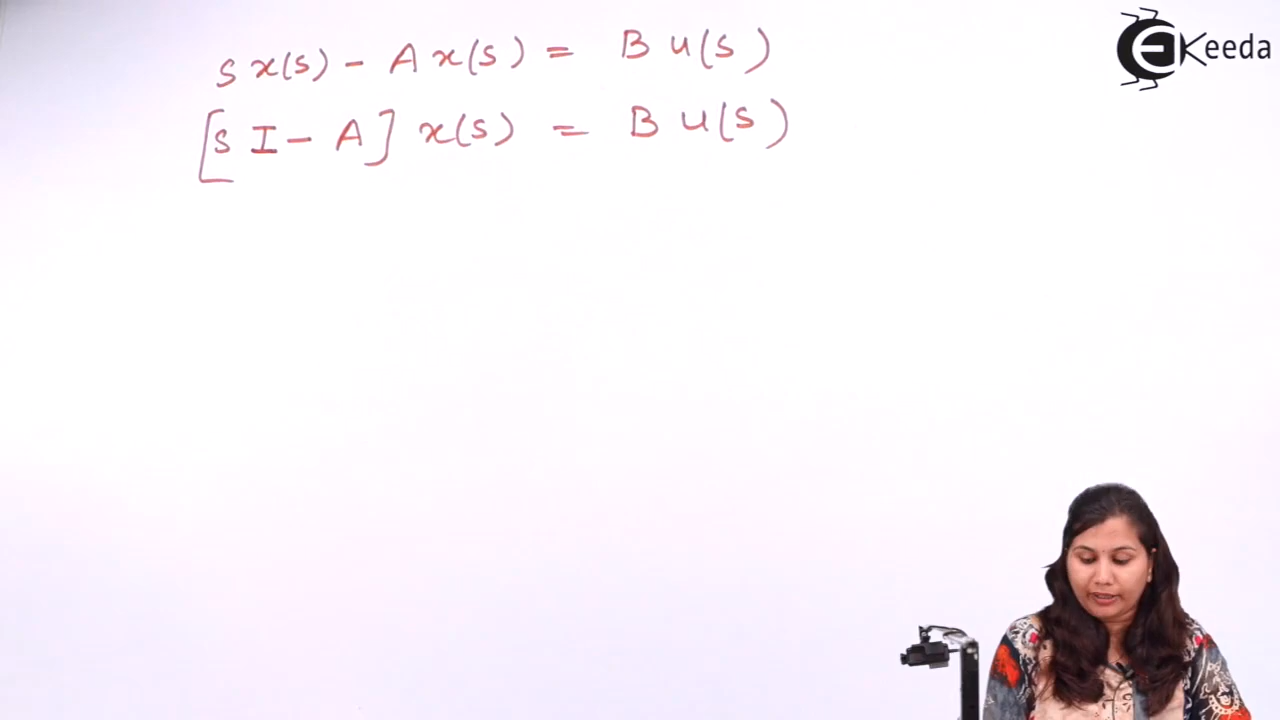 S x(s) - A x(s) = B u(s)
[S I - A] x(s) = B u(s)
EKeeda